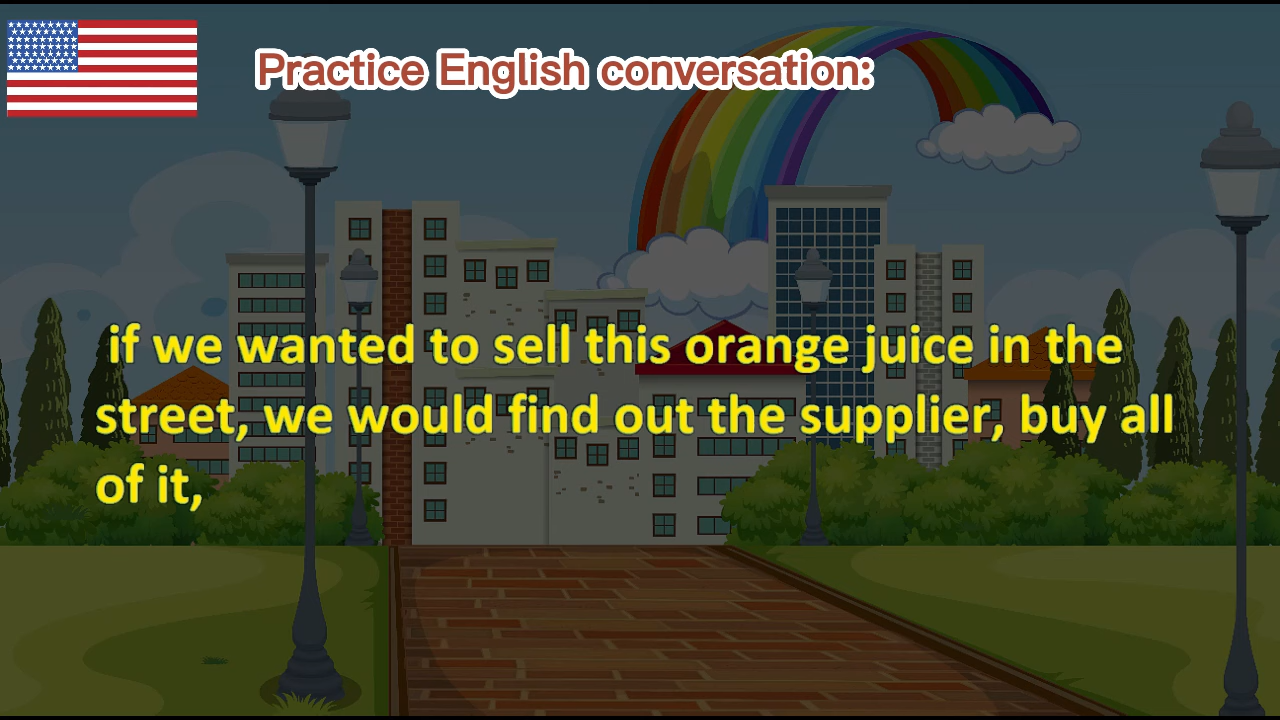 Practice English conversation:
if we wanted to sell this orange juice in the
street, we would find out the supplier, buy all
of it,